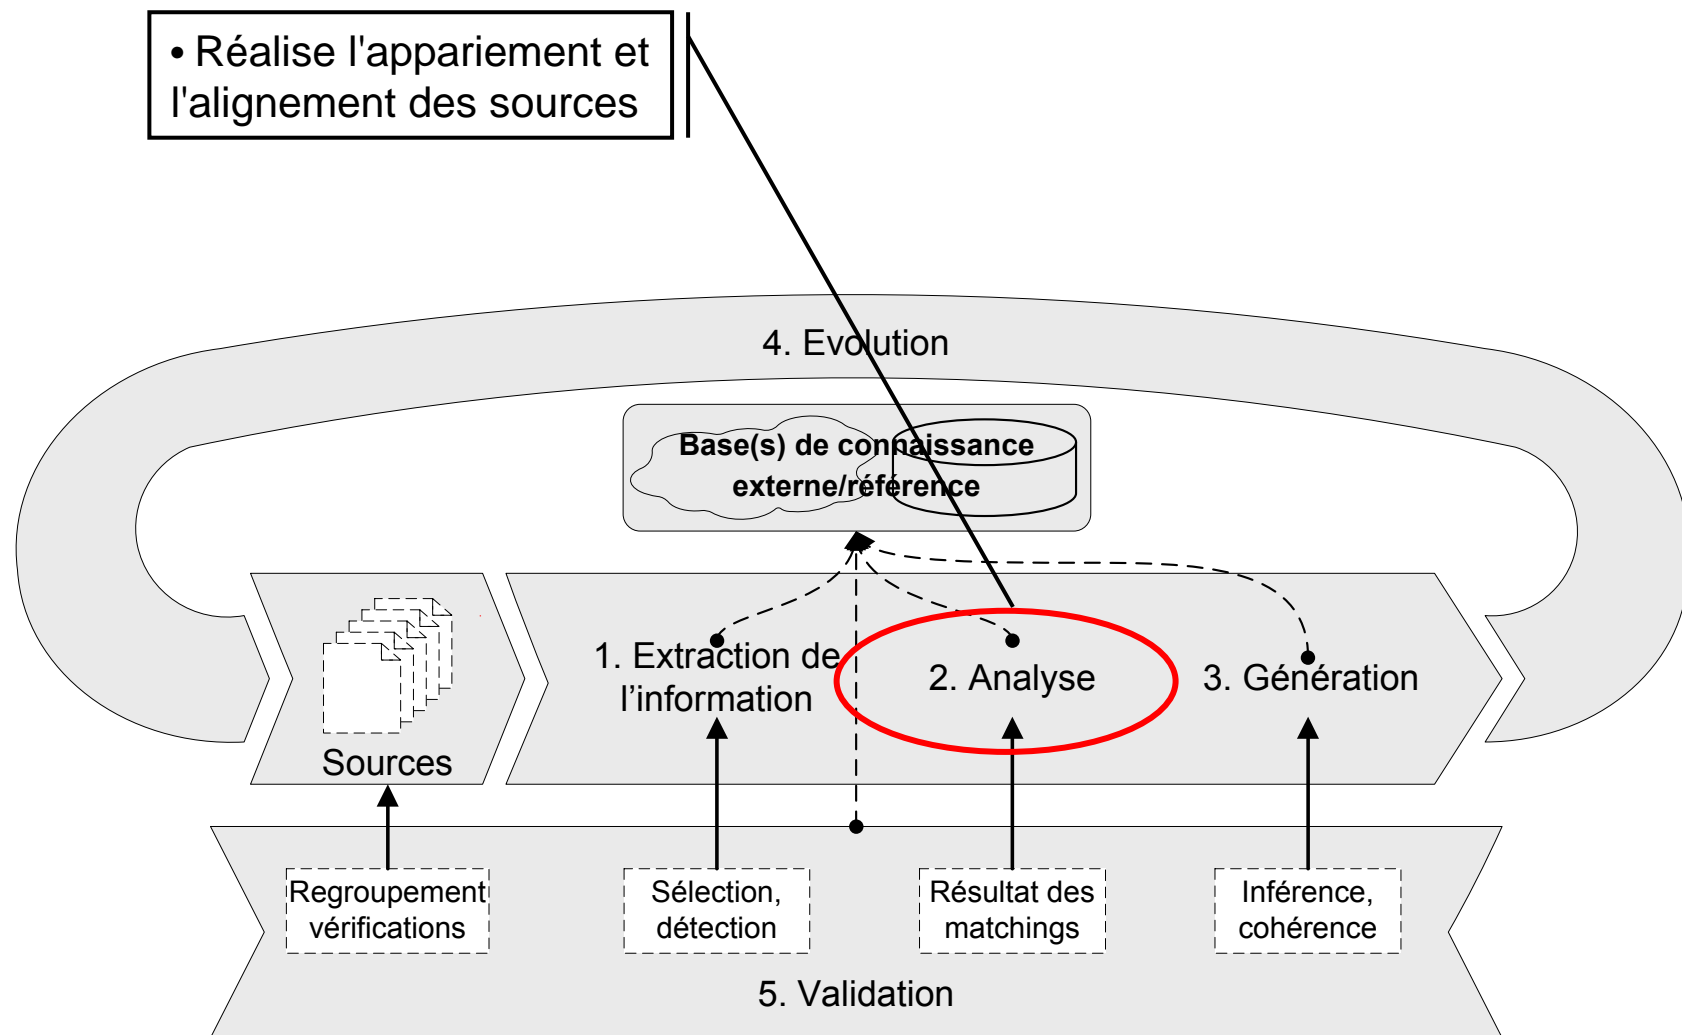 • Réalise l'appariement et
l'alignement des sources
4. Evolution
Base(s) de connaissance
externe/référence
1. Extraction de
l’information
2. Analyse
3. Génération
Sources
Regroupement
vérifications
Sélection,
détection
Résultat des
matchings
Inférence,
cohérence
5. Validation